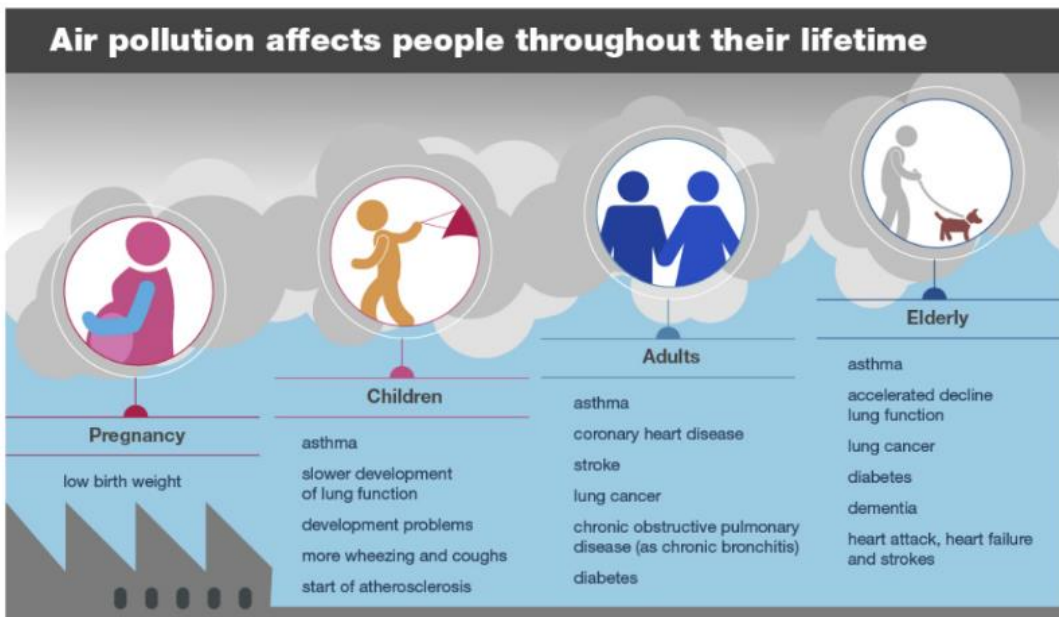 Air pollution affects people throughout their lifetime
Pregnancy
low birth weight
Children
asthma
slower development
of lung function
development problems
more wheezing and coughs
start of atherosclerosis
Adults
asthma
coronary heart disease
stroke
lung cancer
chronic obstructive pulmonary
disease (as chronic bronchitis)
diabetes
Elderly
asthma
accelerated decline
lung function
lung cancer
diabetes
dementia
heart attack, heart failure
and strokes